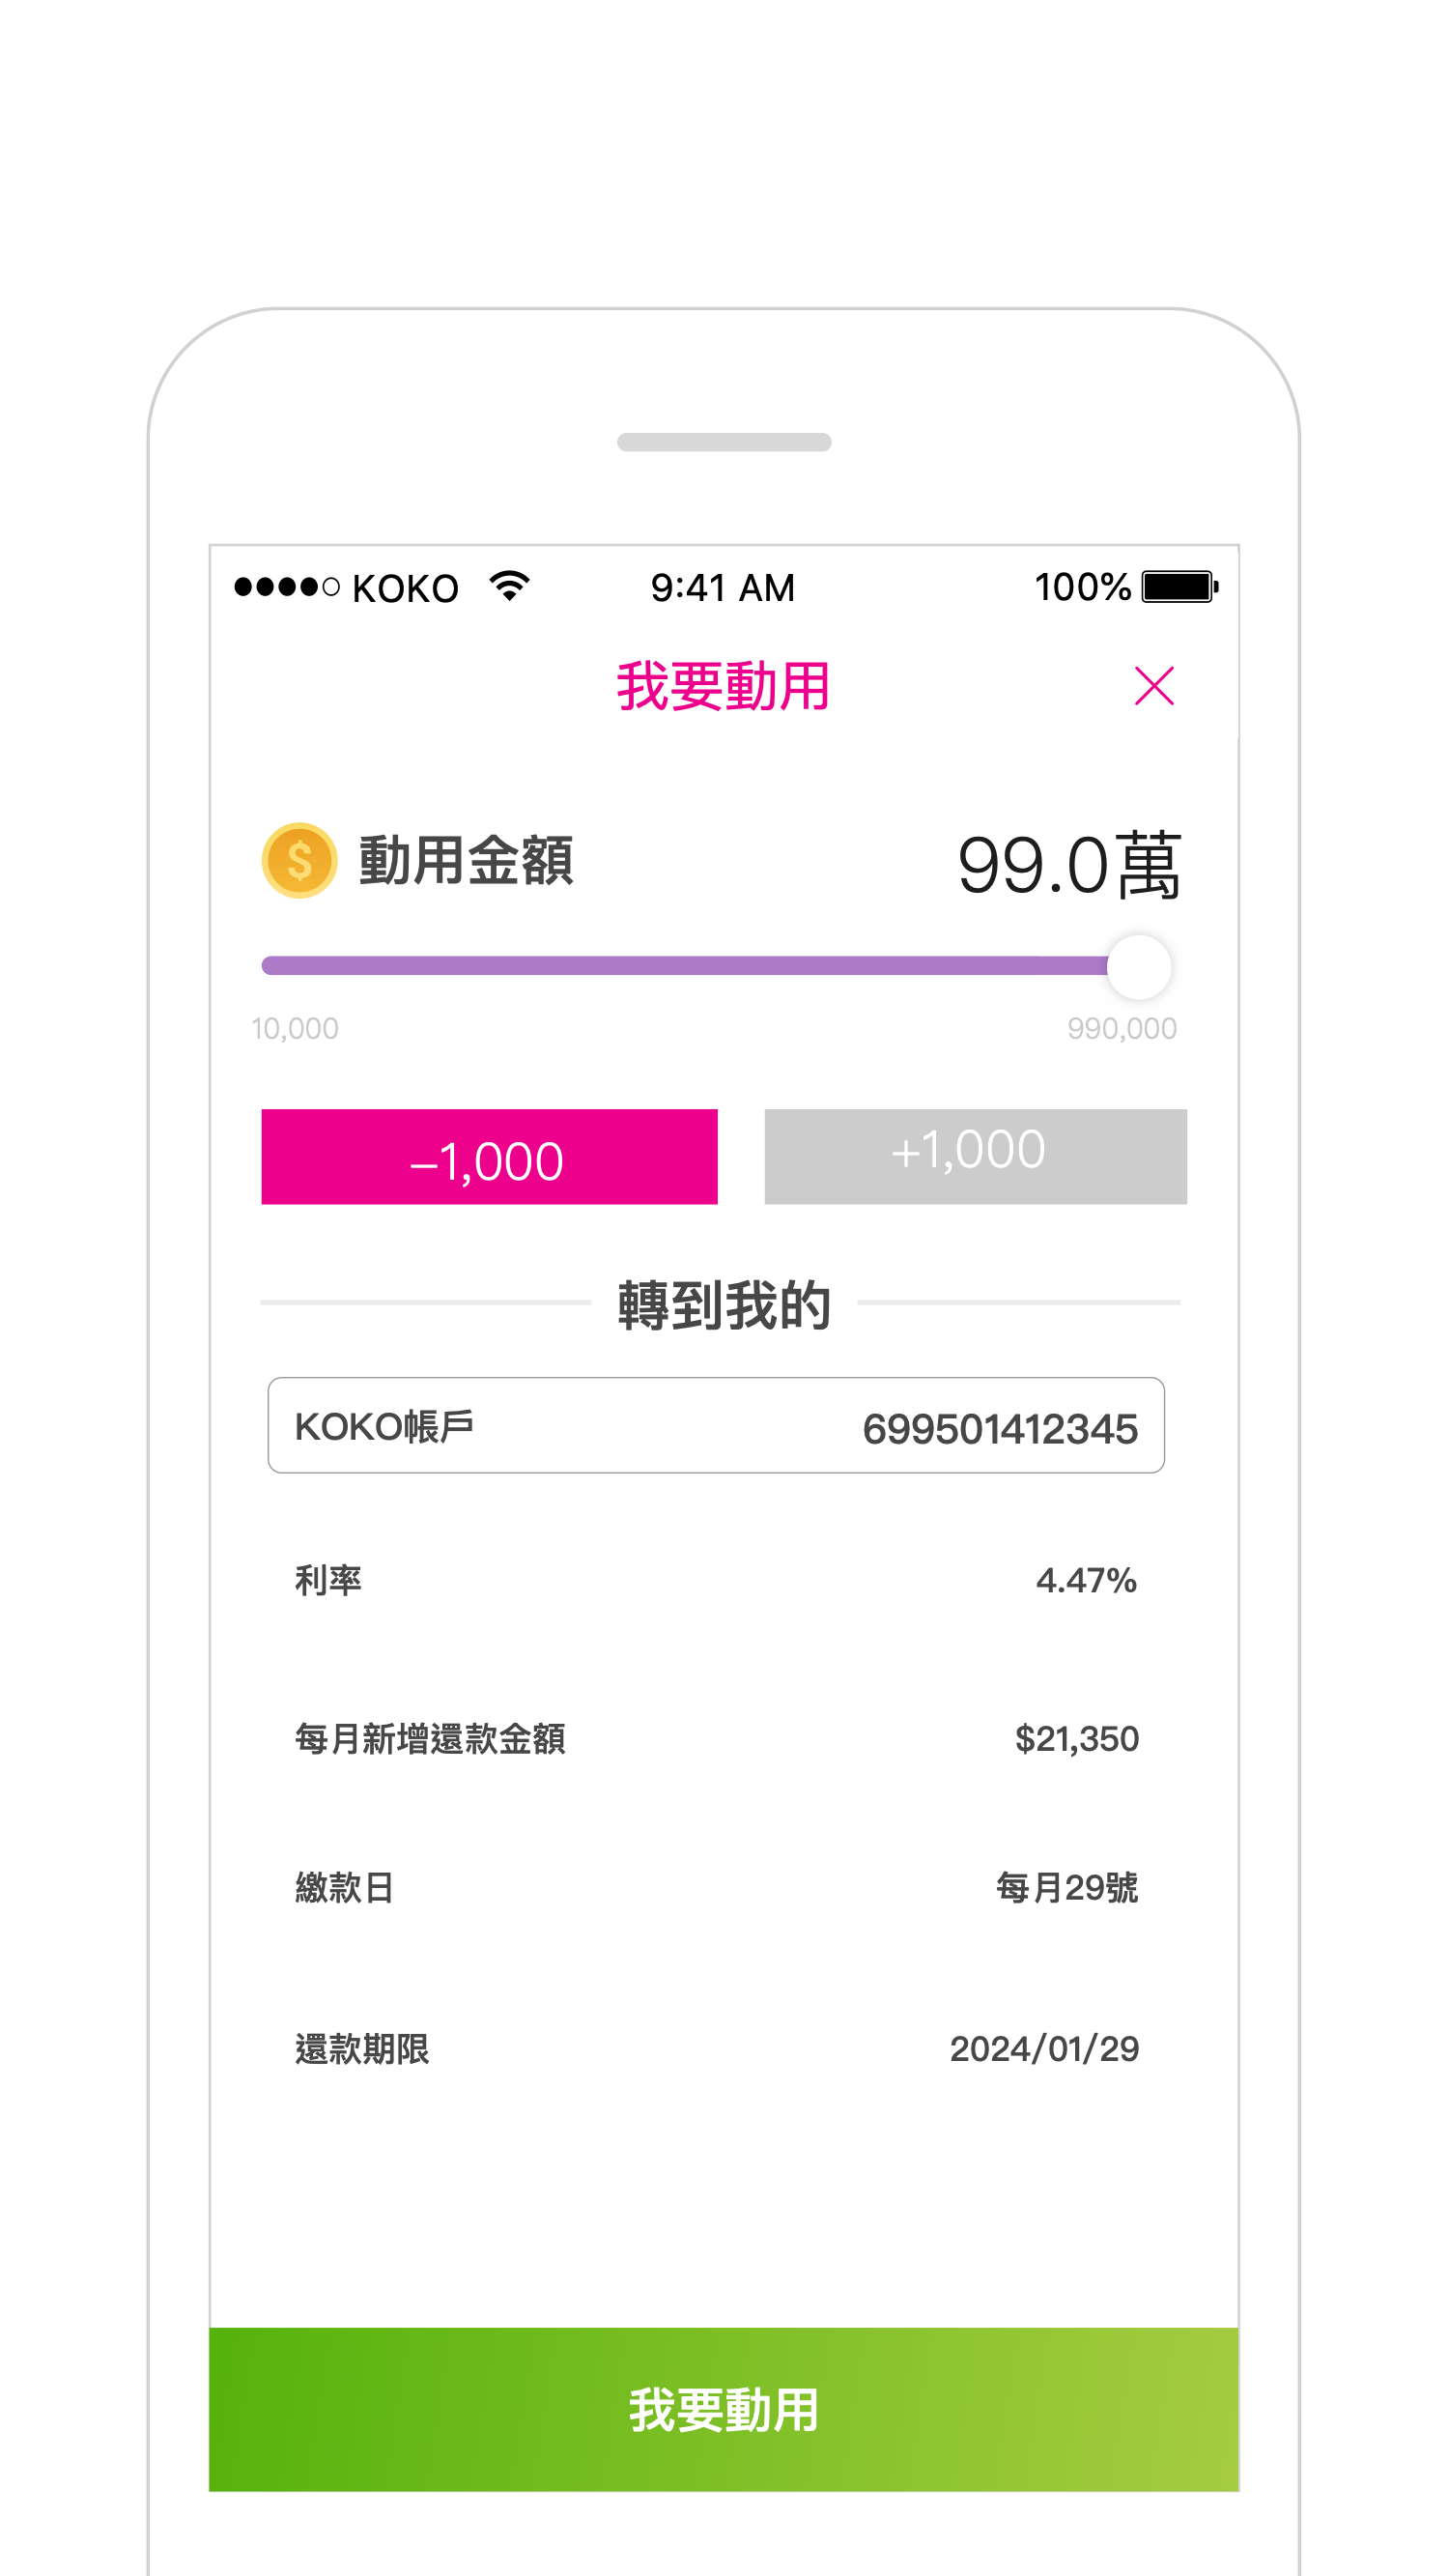 KOKO 9:41 AM 100%
我要動用
$ 動用金額 99.0萬
10,000 990,000
–1,000 +1,000
轉到我的
KOKO帳戶 699501412345
利率 4.47%
每月新增還款金額 $21,350
繳款日 每月29號
還款期限 2024/01/29
我要動用